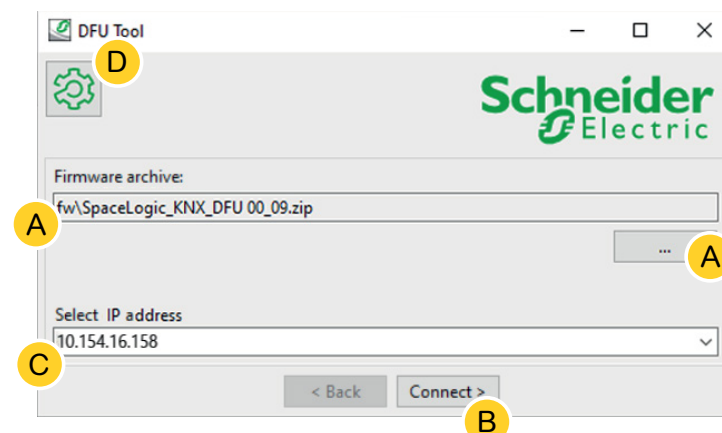 DFU Tool
D
Schneider
Electric
Firmware archive:
fw\SpaceLogic_KNX_DFU 00_09.zip
A
...
A
Select IP address
10.154.16.158
C
< Back
Connect >
B